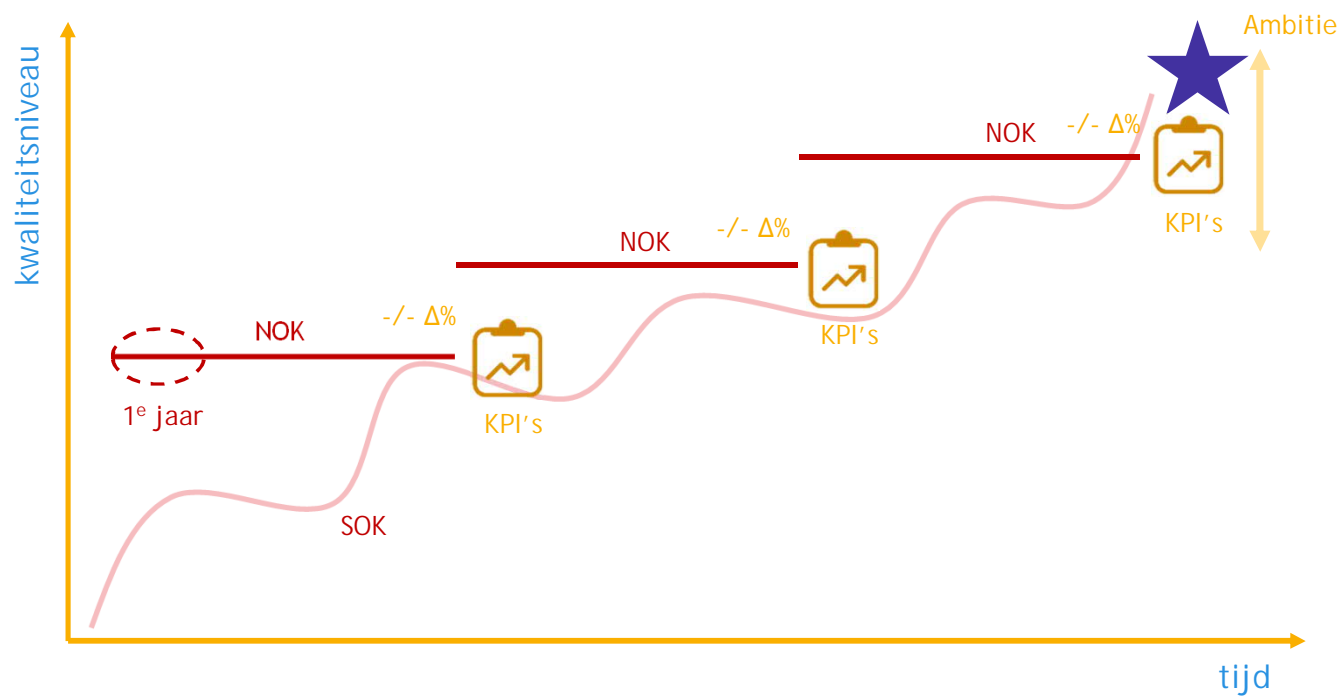 Ambitie
kwaliteitsniveau
NOK
-/- Δ%
KPI's
NOK
-/- Δ%
KPI's
NOK
-/- Δ%
KPI's
1e jaar
SOK
tijd